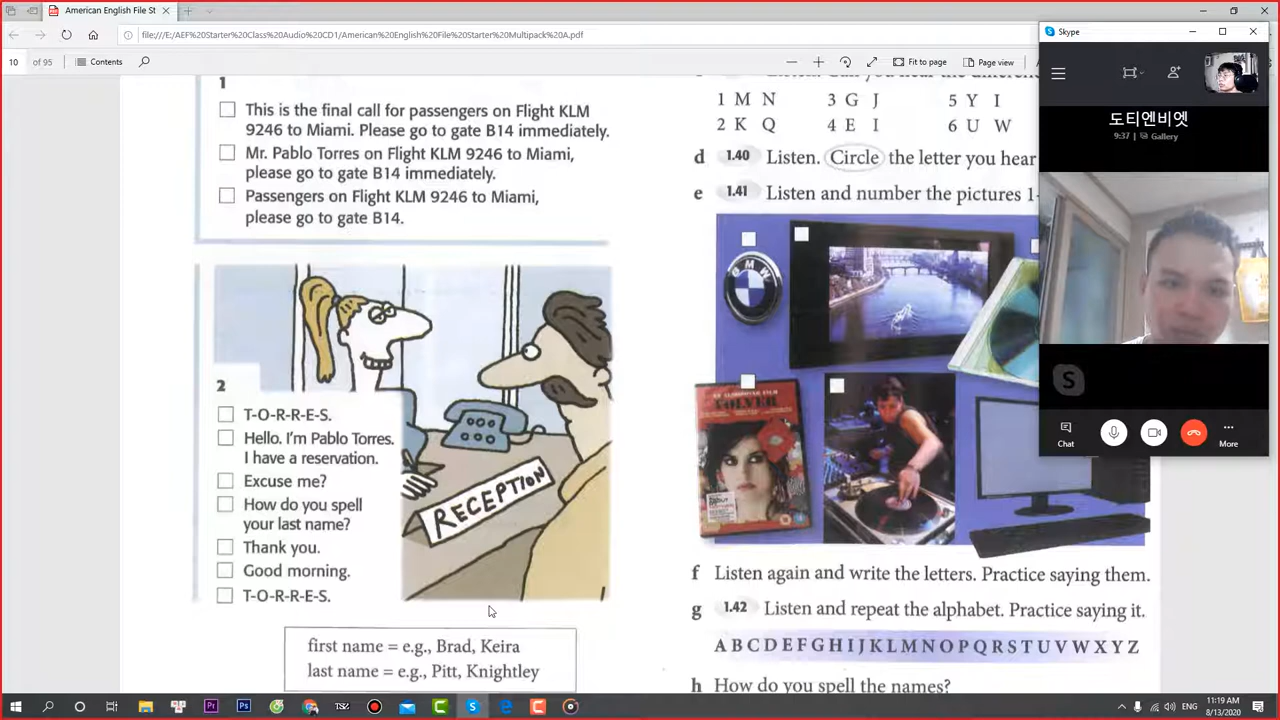 American English File St
file:///E:/AEF%20Starter%20Class%20Audio%20CD1/American%20English%20File%20Starter%20Multipack%20A.pdf
10 of 95
Contents
Fit to page
Page view
1
This is the final call for passengers on Flight KLM
9246 to Miami. Please go to gate B14 immediately.
Mr. Pablo Torres on Flight KLM 9246 to Miami,
please go to gate B14 immediately.
Passengers on Flight KLM 9246 to Miami,
please go to gate B14.
2
T-O-R-R-E-S.
Hello. I'm Pablo Torres.
I have a reservation.
Excuse me?
How do you spell
your last name?
Thank you.
Good morning.
T-O-R-R-E-S.
RECEPTION
first name = e.g., Brad, Keira
last name = e.g., Pitt, Knightley
1 M N 3 G J 5 Y I
2 K Q 4 E I 6 U W
d 1.40 Listen. Circle the letter you hear
e 1.41 Listen and number the pictures 1-
BMW
VOLVER
f Listen again and write the letters. Practice saying them.
g 1.42 Listen and repeat the alphabet. Practice saying it.
A B C D E F G H I J K L M N O P Q R S T U V W X Y Z
h How do you spell the names?
Skype
도티엔비엣
9:37 | Gallery
S
Chat
More
ENG
11:19 AM
8/13/2020